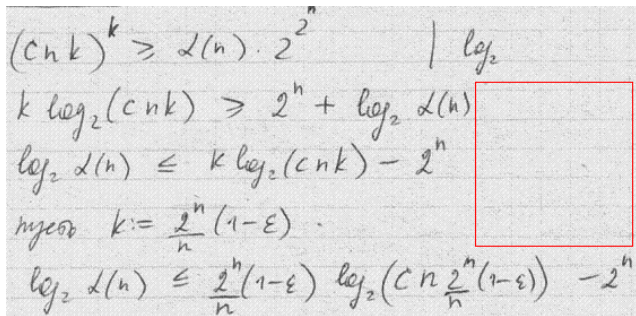 (cnk)^k ≥ α(n) · 2^{2^n} | log₂
k log₂(cnk) ≥ 2^n + log₂ α(n)
log₂ α(n) ≤ k log₂(cnk) − 2^n
пусть k := 2^n/n (1−ε)
log₂ α(n) ≤ 2^n/n (1−ε) log₂(cn 2^n/n (1−ε)) − 2^n